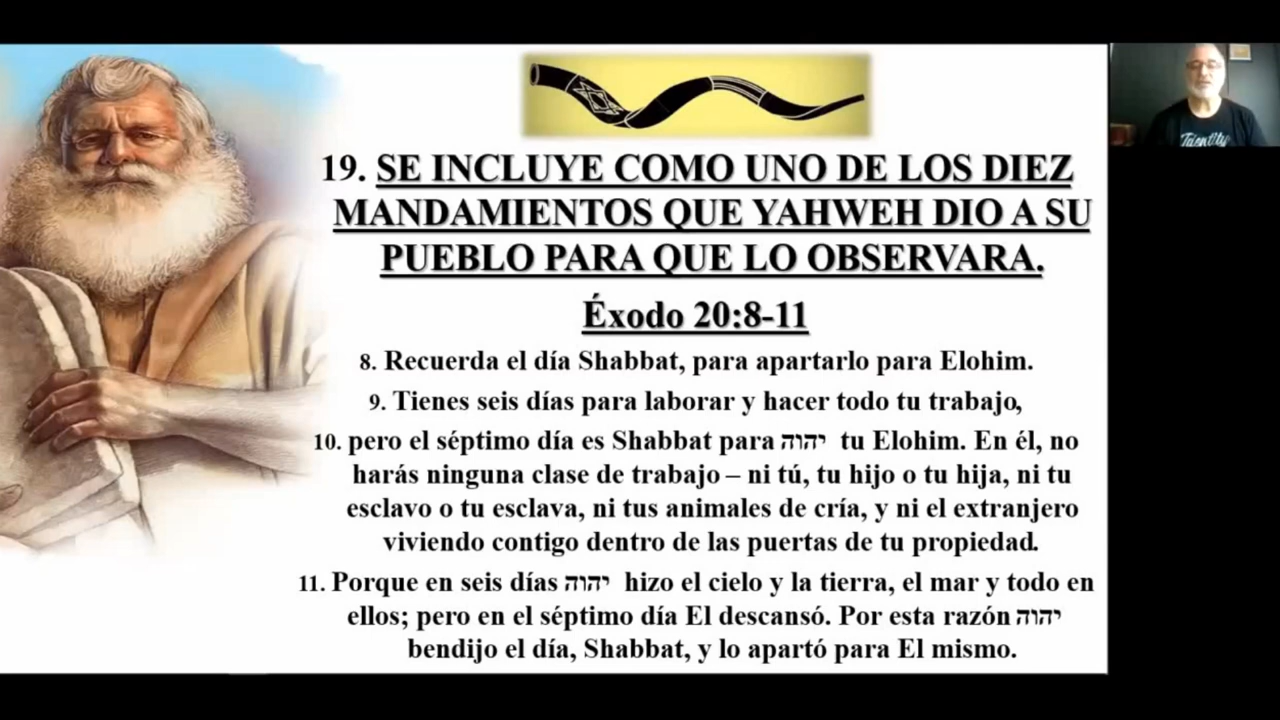 19. SE INCLUYE COMO UNO DE LOS DIEZ
MANDAMIENTOS QUE YAHWEH DIO A SU
PUEBLO PARA QUE LO OBSERVARA.
Éxodo 20:8-11
8. Recuerda el día Shabbat, para apartarlo para Elohim.
9. Tienes seis días para laborar y hacer todo tu trabajo,
10. pero el séptimo día es Shabbat para יהוה tu Elohim. En él, no
harás ninguna clase de trabajo – ni tú, tu hijo o tu hija, ni tu
esclavo o tu esclava, ni tus animales de cría, y ni el extranjero
viviendo contigo dentro de las puertas de tu propiedad.
11. Porque en seis días יהוה hizo el cielo y la tierra, el mar y todo en
ellos; pero en el séptimo día El descansó. Por esta razón יהוה
bendijo el día, Shabbat, y lo apartó para El mismo.
Identity